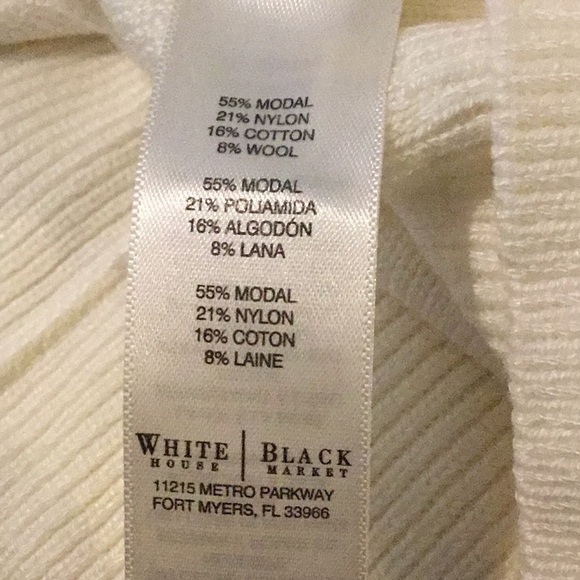 55% MODAL
21% NYLON
16% COTTON
8% WOOL
55% MODAL
21% POLIAMIDA
16% ALGODÓN
8% LANA
55% MODAL
21% NYLON
16% COTON
8% LAINE
WHITE | BLACK
HOUSE MARKET
11215 METRO PARKWAY
FORT MYERS, FL 33966